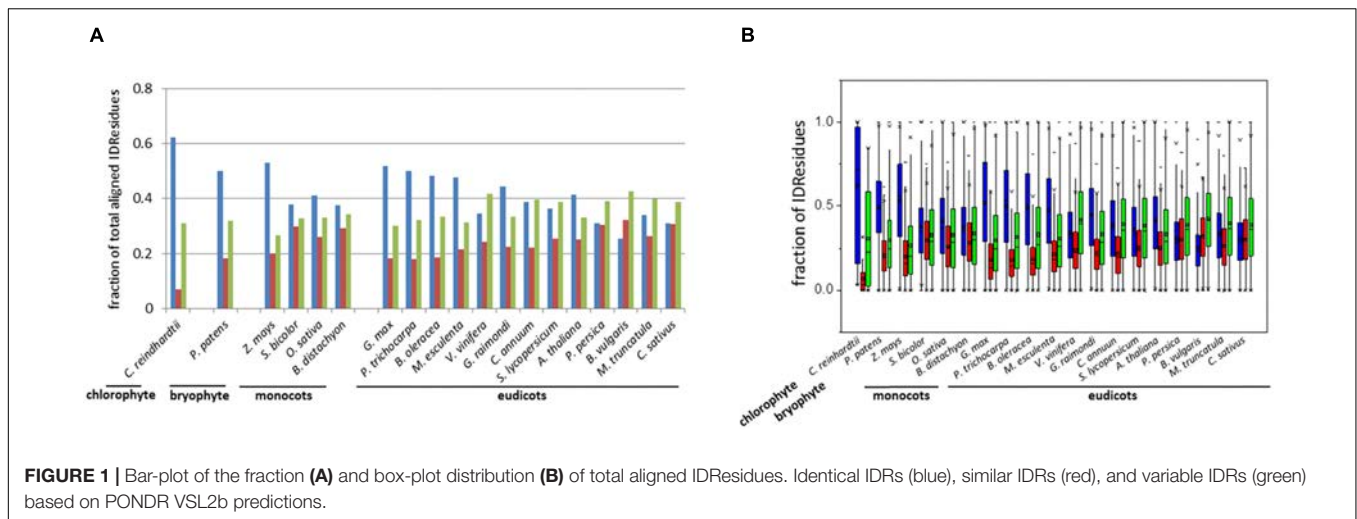 A
B
fraction of total aligned IDResidues
0.8
0.6
0.4
0.2
0
C. reindhardtii
P. patens
Z. mays
S. bicolor
O. sativa
B. distachyon
G. max
P. trichocarpa
B. oleracea
M. esculenta
V. vinifera
G. raimondi
C. annuum
S. lycopersicum
A. thaliana
P. persica
B. vulgaris
M. truncatula
C. sativus
chlorophyte bryophyte monocots eudicots
fraction of IDResidues
1.0
0.5
0.0
C. reinhardtii
P. patens
Z. mays
S. bicolor
O. sativa
B. distachyon
G. max
P. trichocarpa
B. oleracea
M. esculenta
V. vinifera
G. raimondi
C. annuun
S. lycopersicum
A. thaliana
P. persica
B. vulgaris
M. truncatula
C. sativus
chlorophyte
bryophyte
monocots eudicots
FIGURE 1 | Bar-plot of the fraction (A) and box-plot distribution (B) of total aligned IDResidues. Identical IDRs (blue), similar IDRs (red), and variable IDRs (green)
based on PONDR VSL2b predictions.